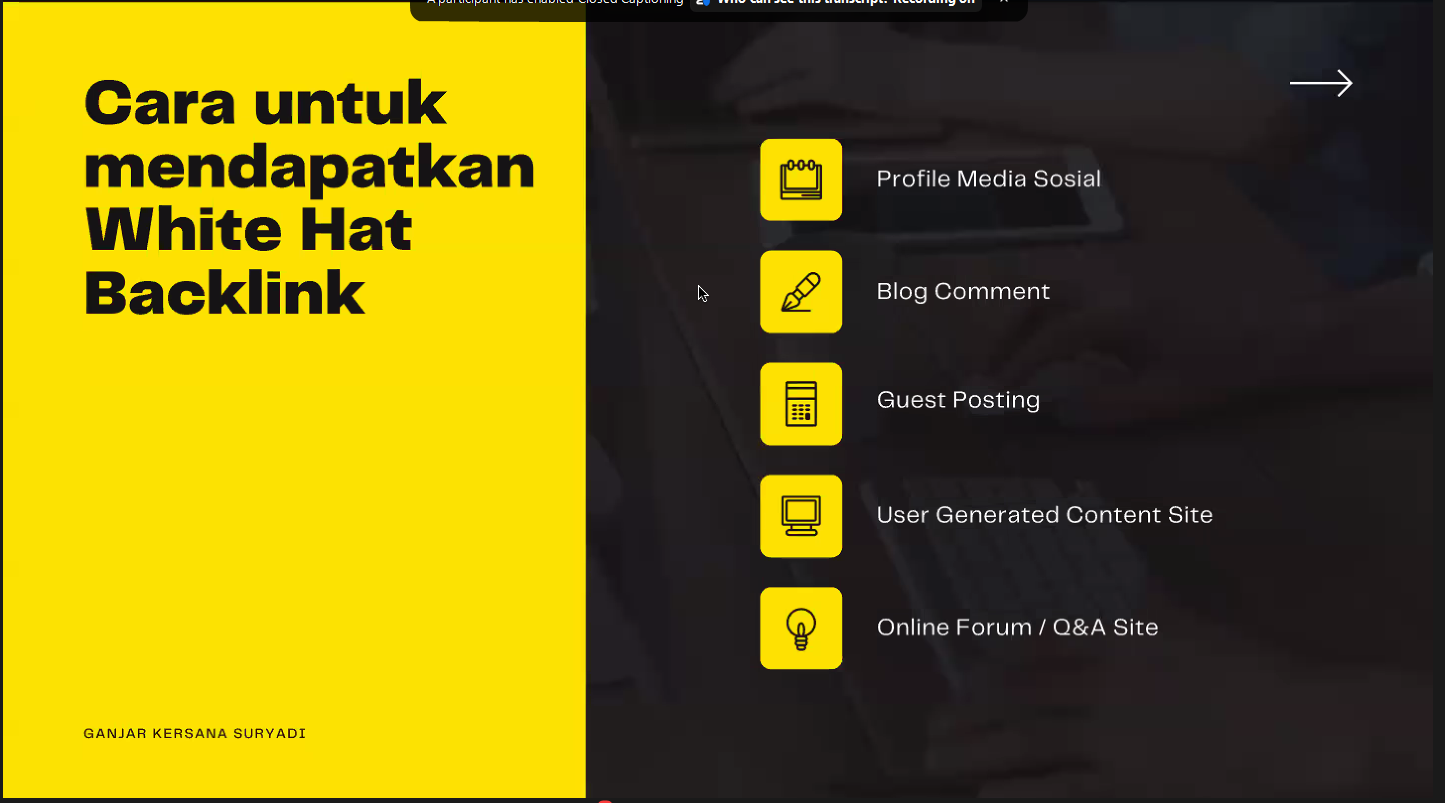 A participant has enabled Closed Captioning Who can see this transcript? Recording on
Cara untuk
mendapatkan
White Hat
Backlink
GANJAR KERSANA SURYADI
Profile Media Sosial
Blog Comment
Guest Posting
User Generated Content Site
Online Forum / Q&A Site